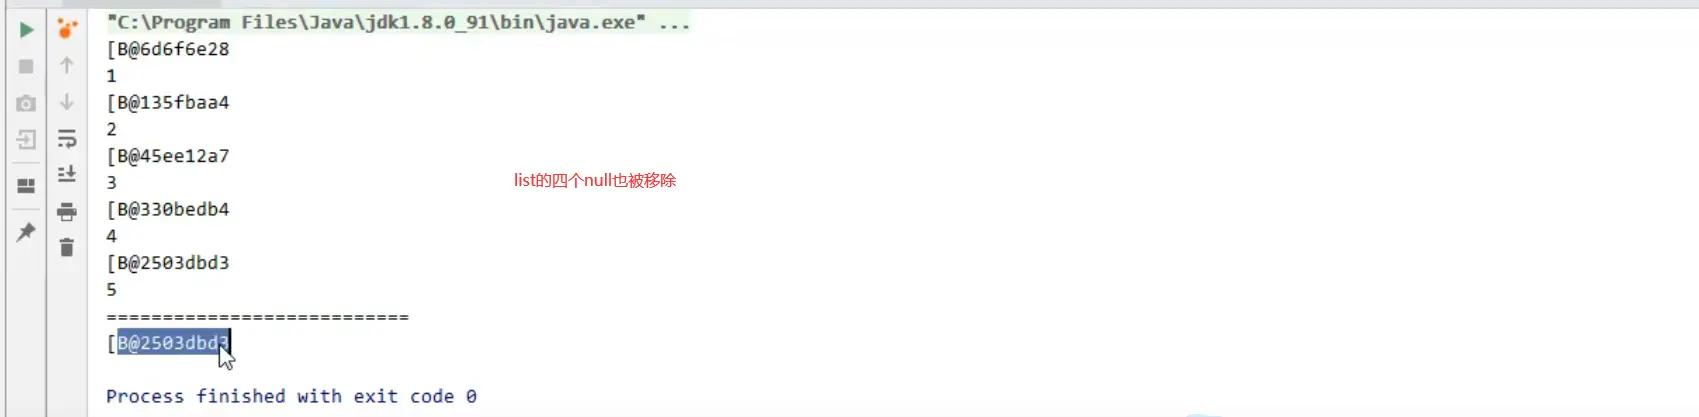 "C:\Program Files\Java\jdk1.8.0_91\bin\java.exe" ...
[B@6d6f6e28
1
[B@135fbaa4
2
[B@45ee12a7
3
list的四个null也被移除
[B@330bedb4
4
[B@2503dbd3
5
===========================
[B@2503dbd3
Process finished with exit code 0